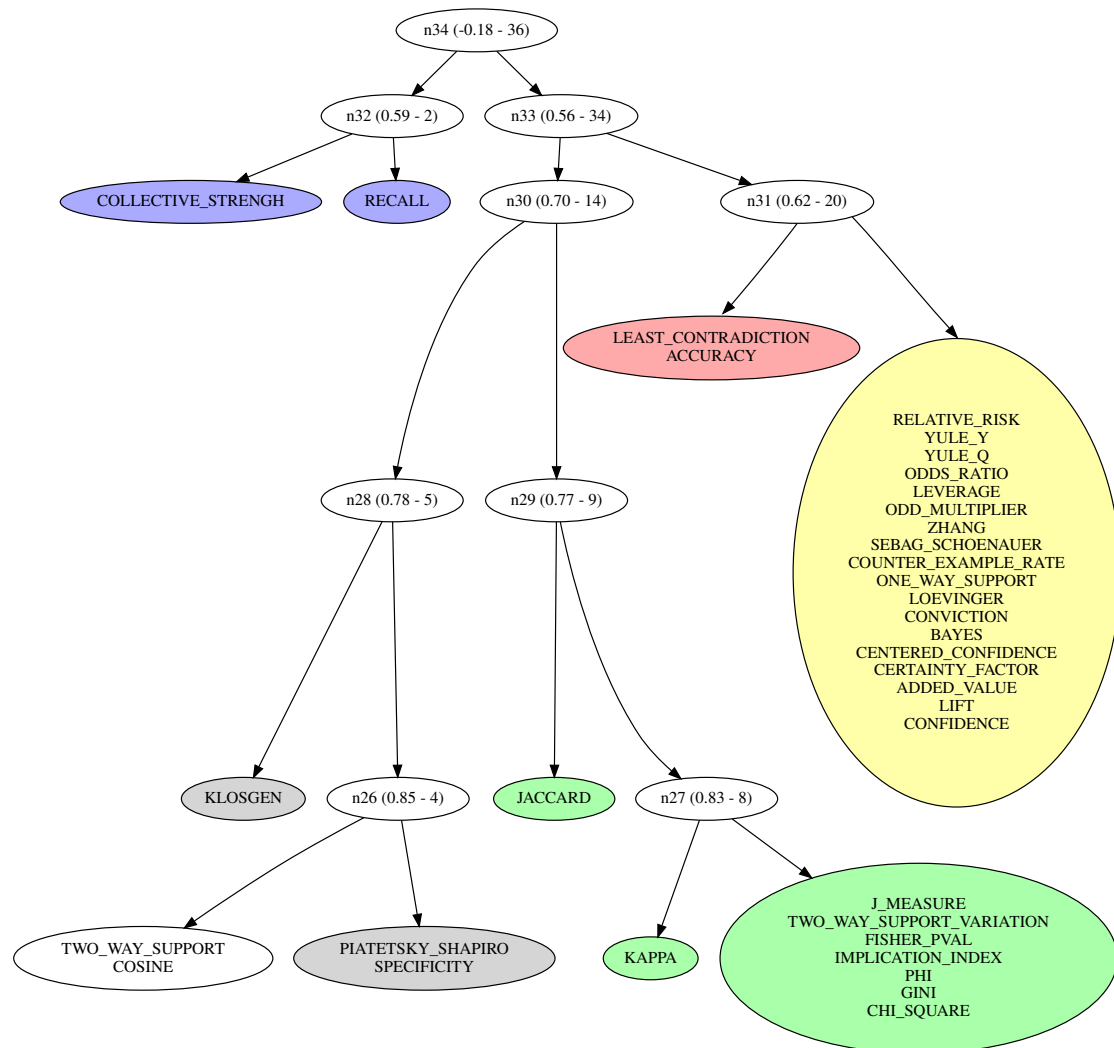 n34 (-0.18 - 36)
n32 (0.59 - 2)
n33 (0.56 - 34)
COLLECTIVE_STRENGH
RECALL
n30 (0.70 - 14)
n31 (0.62 - 20)
LEAST_CONTRADICTION
ACCURACY
RELATIVE_RISK
YULE_Y
YULE_Q
ODDS_RATIO
LEVERAGE
ODD_MULTIPLIER
ZHANG
SEBAG_SCHOENAUER
COUNTER_EXAMPLE_RATE
ONE_WAY_SUPPORT
LOEVINGER
CONVICTION
BAYES
CENTERED_CONFIDENCE
CERTAINTY_FACTOR
ADDED_VALUE
LIFT
CONFIDENCE
n28 (0.78 - 5)
n29 (0.77 - 9)
KLOSGEN
n26 (0.85 - 4)
JACCARD
n27 (0.83 - 8)
TWO_WAY_SUPPORT
COSINE
PIATETSKY_SHAPIRO
SPECIFICITY
KAPPA
J_MEASURE
TWO_WAY_SUPPORT_VARIATION
FISHER_PVAL
IMPLICATION_INDEX
PHI
GINI
CHI_SQUARE